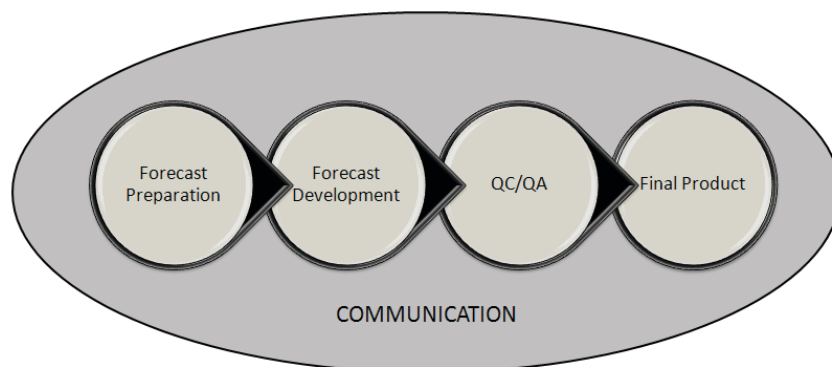 Forecast
Preparation
Forecast
Development
QC/QA
Final Product
COMMUNICATION